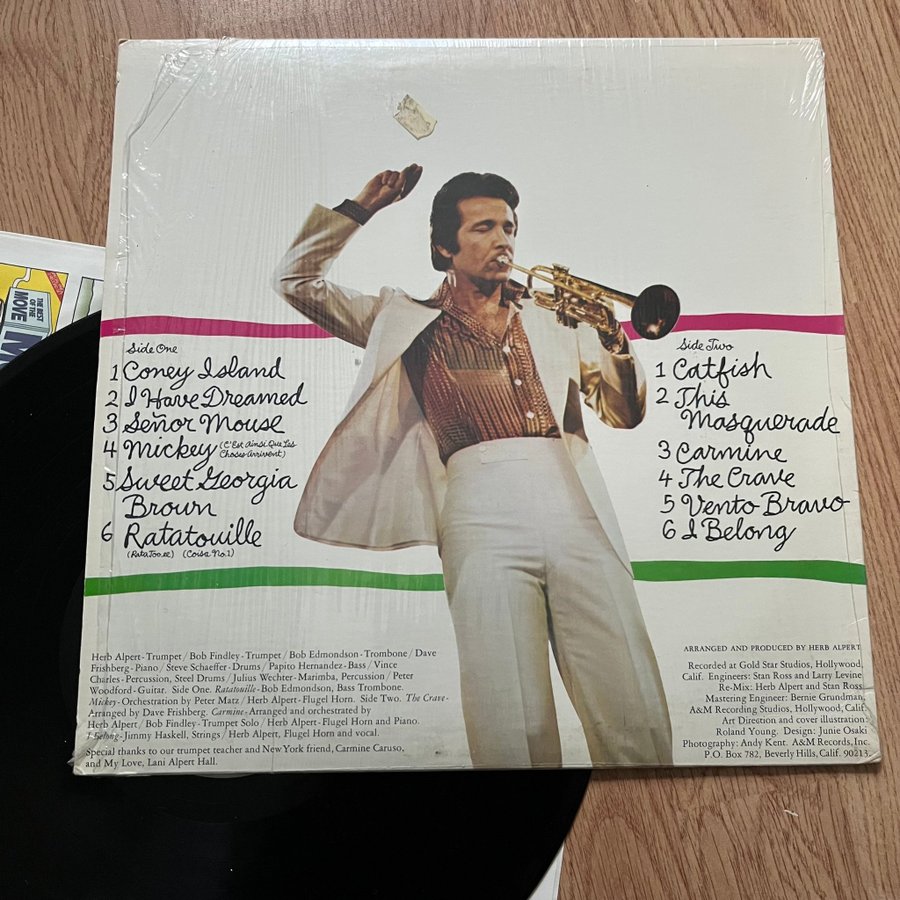 THE BEST
OF THE
MOVE
Side One
1 Coney Island
2 I Have Dreamed
3 Señor Mouse
4 Mickey (C'Est Ainsi Que Les
Choses Arrivent)
5 Sweet Georgia
Brown
6 Ratatouille
(RataToo.ee) (Coisa No.1)
Side Two
1 Catfish
2 This
Masquerade
3 Carmine
4 The Crave
5 Vento Bravo
6 I Belong
Herb Alpert-Trumpet/Bob Findley-Trumpet/Bob Edmondson-Trombone/Dave
Frishberg-Piano/Steve Schaeffer-Drums/Papito Hernandez-Bass/Vince
Charles-Percussion, Steel Drums/Julius Wechter-Marimba, Percussion/Peter
Woodford-Guitar. Side One. Ratatouille-Bob Edmondson, Bass Trombone.
Mickey-Orchestration by Peter Matz/Herb Alpert-Flugel Horn. Side Two. The Crave-
Arranged by Dave Frishberg. Carmine-Arranged and orchestrated by
Herb Alpert/Bob Findley-Trumpet Solo/Herb Alpert-Flugel Horn and Piano.
I Belong-Jimmy Haskell, Strings/Herb Alpert, Flugel Horn and vocal.
Special thanks to our trumpet teacher and New York friend, Carmine Caruso,
and My Love, Lani Alpert Hall.
ARRANGED AND PRODUCED BY HERB ALPERT
Recorded at Gold Star Studios, Hollywood,
Calif. Engineers: Stan Ross and Larry Levine
Re-Mix: Herb Alpert and Stan Ross
Mastering Engineer: Bernie Grundman,
A&M Recording Studios, Hollywood, Calif.
Art Direction and cover illustration:
Roland Young. Design: Junie Osaki
Photography: Andy Kent. A&M Records, Inc.
P.O. Box 782, Beverly Hills, Calif. 90213.